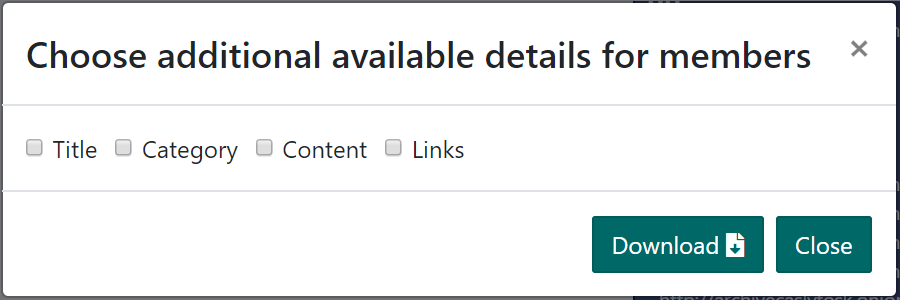 Choose additional available details for members ×
Title Category Content Links
Download Close